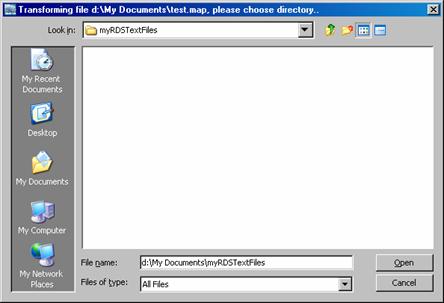 Transforming file d:\My Documents\test.map, please choose directory..
Look in: myRDSTextFiles
My Recent
Documents
Desktop
My Documents
My Computer
My Network
Places
File name: d:\My Documents\myRDSTextFiles Open
Files of type: All Files Cancel